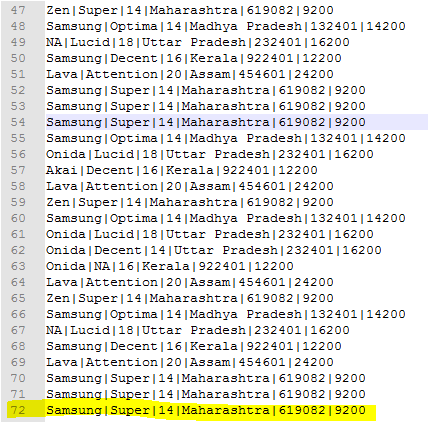 47 Zen|Super|14|Maharashtra|619082|9200
48 Samsung|Optima|14|Madhya Pradesh|132401|14200
49 NA|Lucid|18|Uttar Pradesh|232401|16200
50 Samsung|Decent|16|Kerala|922401|12200
51 Lava|Attention|20|Assam|454601|24200
52 Samsung|Super|14|Maharashtra|619082|9200
53 Samsung|Super|14|Maharashtra|619082|9200
54 Samsung|Super|14|Maharashtra|619082|9200
55 Samsung|Optima|14|Madhya Pradesh|132401|14200
56 Onida|Lucid|18|Uttar Pradesh|232401|16200
57 Akai|Decent|16|Kerala|922401|12200
58 Lava|Attention|20|Assam|454601|24200
59 Zen|Super|14|Maharashtra|619082|9200
60 Samsung|Optima|14|Madhya Pradesh|132401|14200
61 Onida|Lucid|18|Uttar Pradesh|232401|16200
62 Onida|Decent|14|Uttar Pradesh|232401|16200
63 Onida|NA|16|Kerala|922401|12200
64 Lava|Attention|20|Assam|454601|24200
65 Zen|Super|14|Maharashtra|619082|9200
66 Samsung|Optima|14|Madhya Pradesh|132401|14200
67 NA|Lucid|18|Uttar Pradesh|232401|16200
68 Samsung|Decent|16|Kerala|922401|12200
69 Lava|Attention|20|Assam|454601|24200
70 Samsung|Super|14|Maharashtra|619082|9200
71 Samsung|Super|14|Maharashtra|619082|9200
72 Samsung|Super|14|Maharashtra|619082|9200